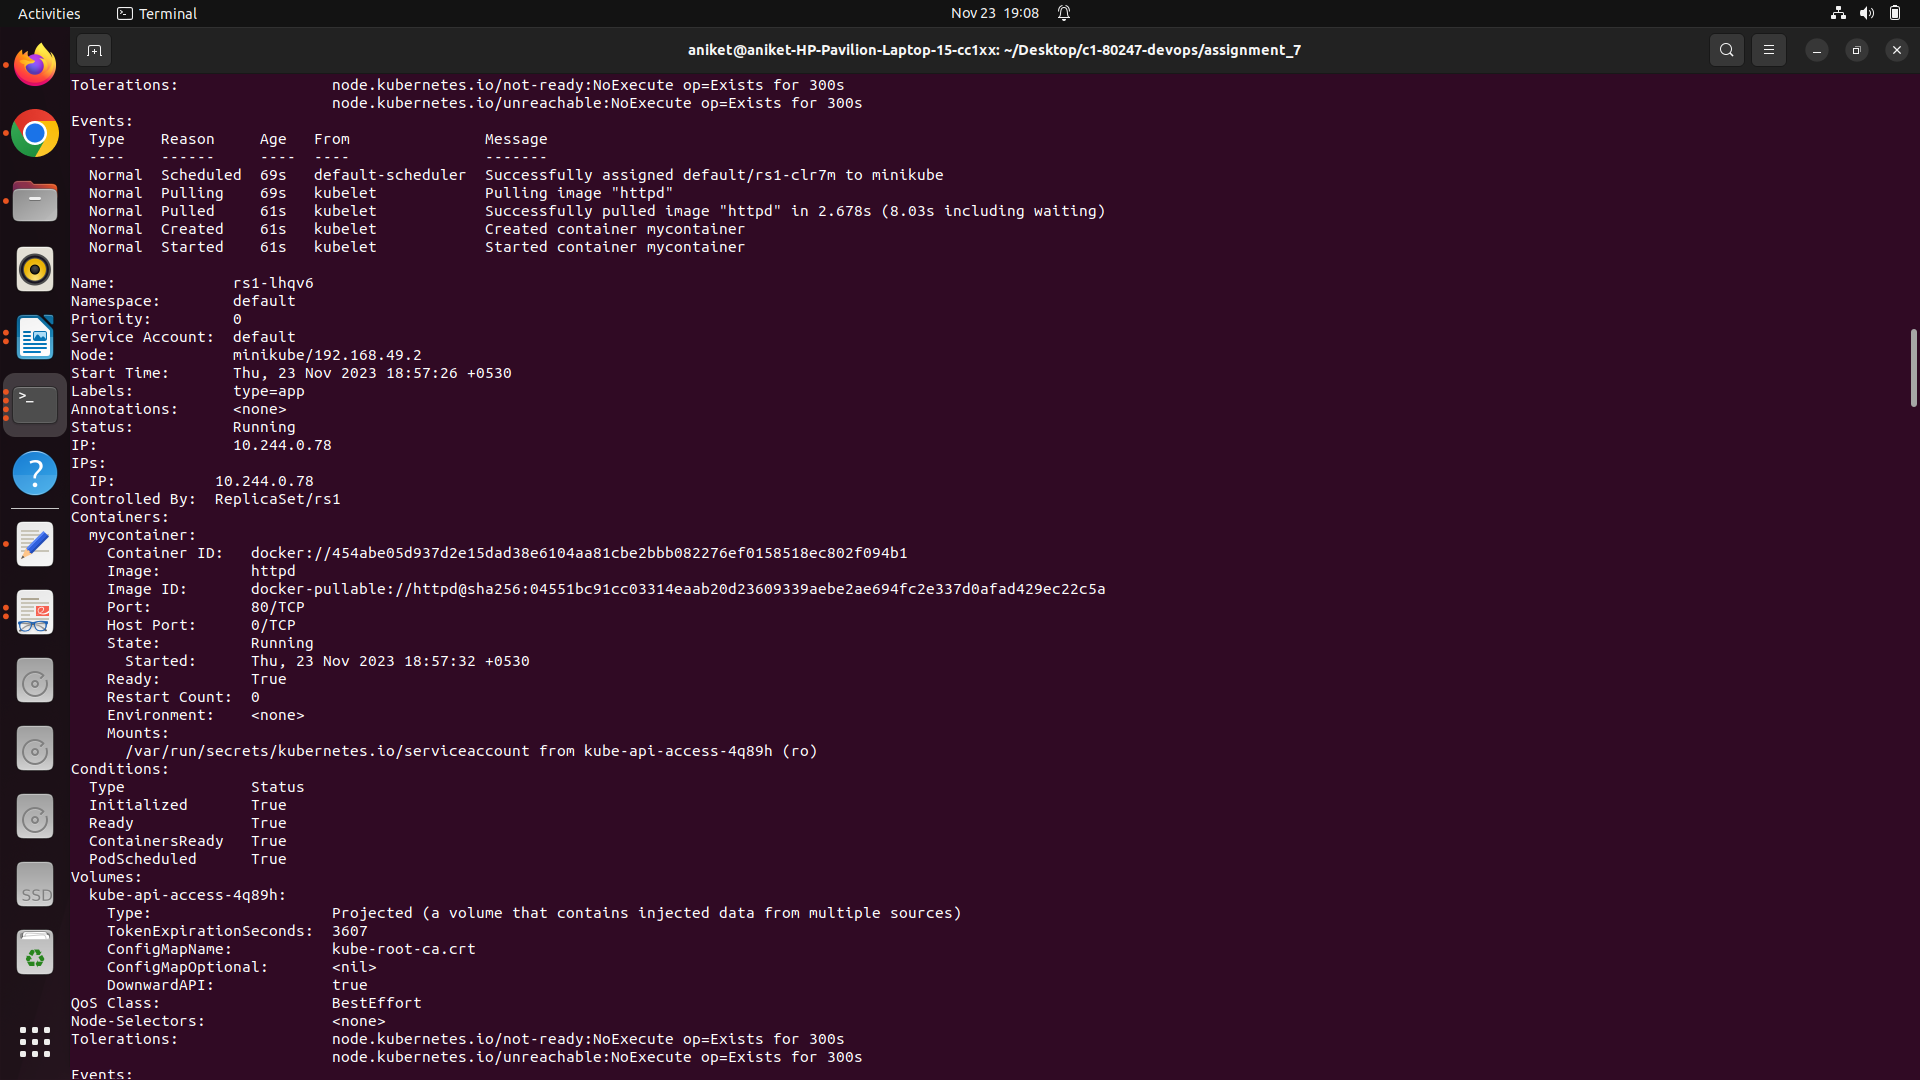 Activities Terminal Nov 23 19:08
aniket@aniket-HP-Pavilion-Laptop-15-cc1xx: ~/Desktop/c1-80247-devops/assignment_7
Tolerations:                 node.kubernetes.io/not-ready:NoExecute op=Exists for 300s
                             node.kubernetes.io/unreachable:NoExecute op=Exists for 300s
Events:
  Type    Reason     Age   From               Message
  ----    ------     ----  ----               -------
  Normal  Scheduled  69s   default-scheduler  Successfully assigned default/rs1-clr7m to minikube
  Normal  Pulling    69s   kubelet            Pulling image "httpd"
  Normal  Pulled     61s   kubelet            Successfully pulled image "httpd" in 2.678s (8.03s including waiting)
  Normal  Created    61s   kubelet            Created container mycontainer
  Normal  Started    61s   kubelet            Started container mycontainer

Name:             rs1-lhqv6
Namespace:        default
Priority:         0
Service Account:  default
Node:             minikube/192.168.49.2
Start Time:       Thu, 23 Nov 2023 18:57:26 +0530
Labels:           type=app
Annotations:      <none>
Status:           Running
IP:               10.244.0.78
IPs:
  IP:           10.244.0.78
Controlled By:  ReplicaSet/rs1
Containers:
  mycontainer:
    Container ID:   docker://454abe05d937d2e15dad38e6104aa81cbe2bbb082276ef0158518ec802f094b1
    Image:          httpd
    Image ID:       docker-pullable://httpd@sha256:04551bc91cc03314eaab20d23609339aebe2ae694fc2e337d0afad429ec22c5a
    Port:           80/TCP
    Host Port:      0/TCP
    State:          Running
      Started:      Thu, 23 Nov 2023 18:57:32 +0530
    Ready:          True
    Restart Count:  0
    Environment:    <none>
    Mounts:
      /var/run/secrets/kubernetes.io/serviceaccount from kube-api-access-4q89h (ro)
Conditions:
  Type              Status
  Initialized       True
  Ready             True
  ContainersReady   True
  PodScheduled      True
Volumes:
  kube-api-access-4q89h:
    Type:                    Projected (a volume that contains injected data from multiple sources)
    TokenExpirationSeconds:  3607
    ConfigMapName:           kube-root-ca.crt
    ConfigMapOptional:       <nil>
    DownwardAPI:             true
QoS Class:                   BestEffort
Node-Selectors:              <none>
Tolerations:                 node.kubernetes.io/not-ready:NoExecute op=Exists for 300s
                             node.kubernetes.io/unreachable:NoExecute op=Exists for 300s
Events:
SSD